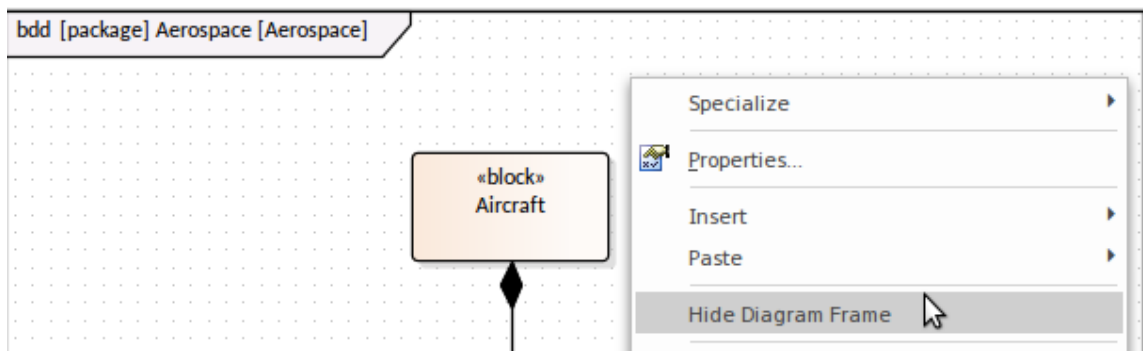 bdd [package] Aerospace [Aerospace]
«block»
Aircraft
Specialize
Properties...
Insert
Paste
Hide Diagram Frame